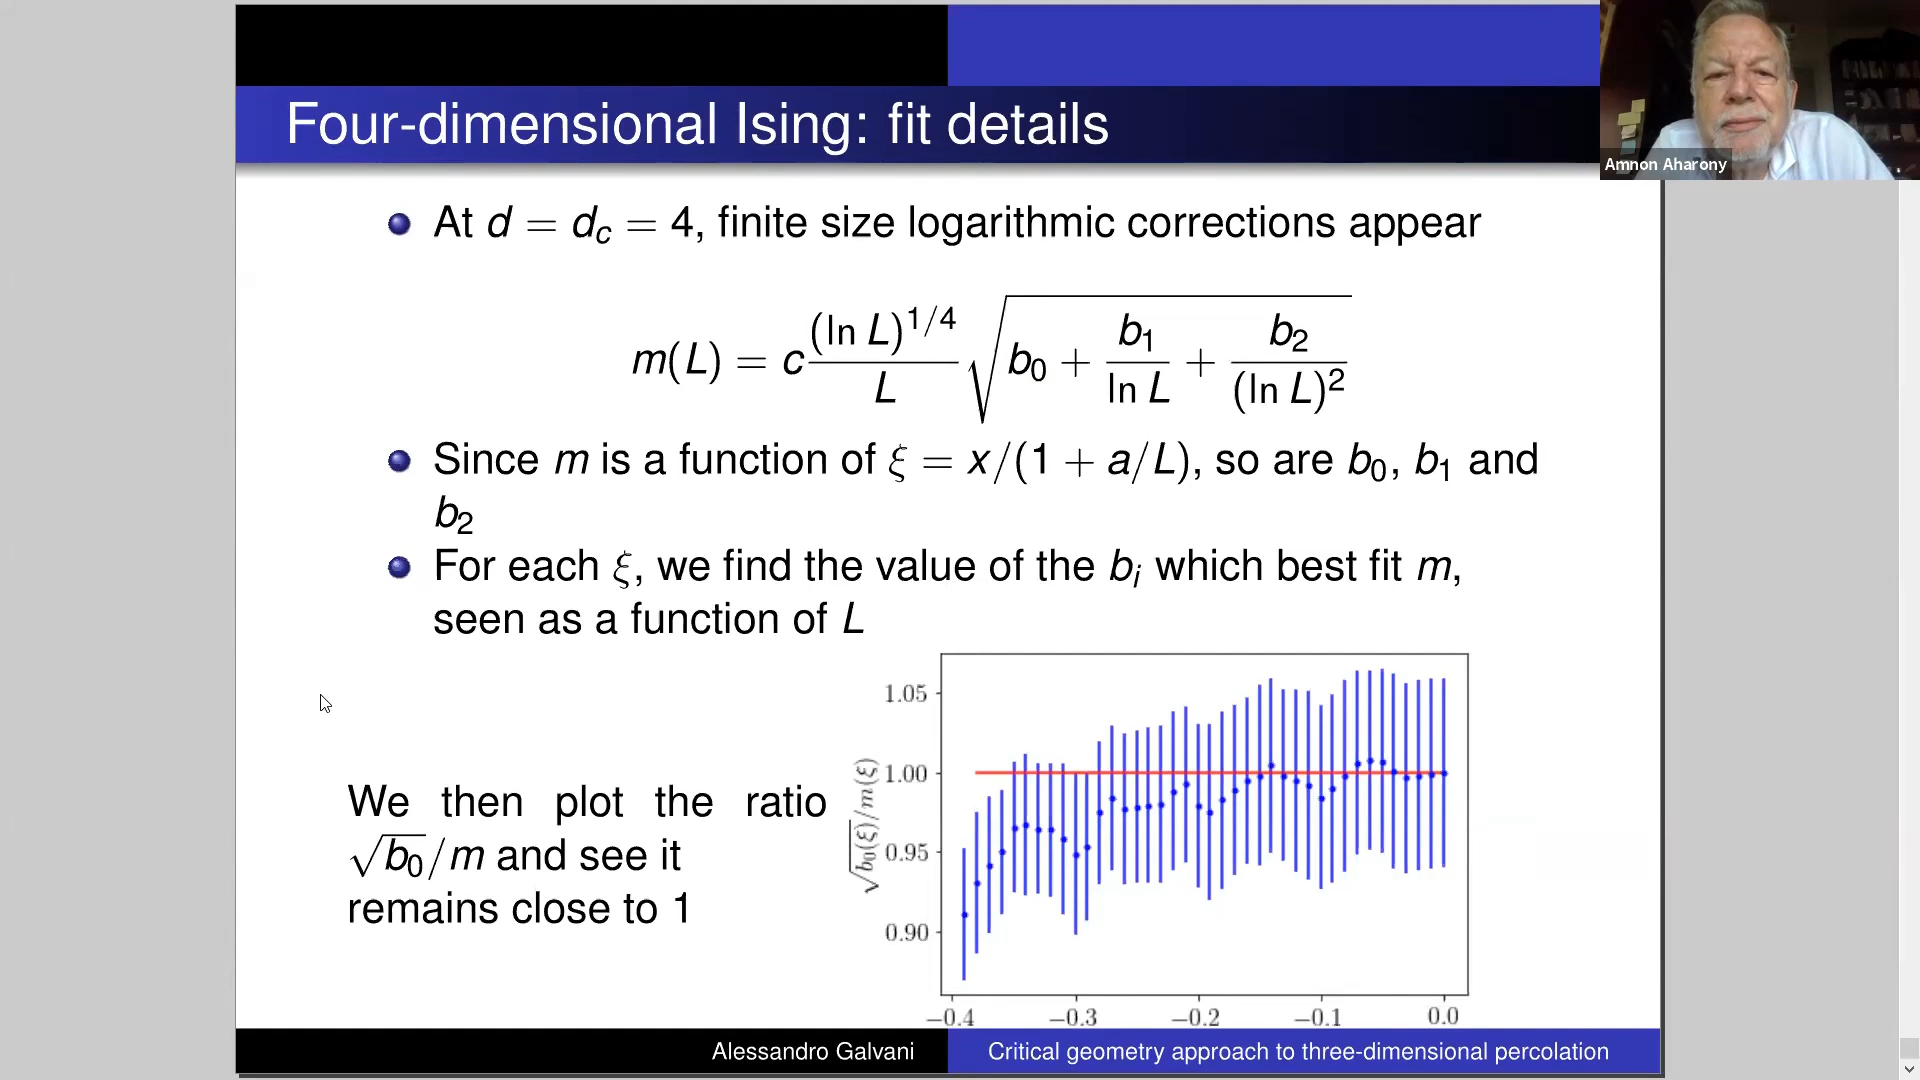 Four-dimensional Ising: fit details
Amnon Aharony
At d = d_c = 4, finite size logarithmic corrections appear
m(L) = c (ln L)^{1/4} / L √(b_0 + b_1 / ln L + b_2 / (ln L)^2)
Since m is a function of ξ = x/(1 + a/L), so are b_0, b_1 and
b_2
For each ξ, we find the value of the b_i which best fit m,
seen as a function of L
We then plot the ratio
√b_0/m and see it
remains close to 1
√b_0(ξ)/m(ξ)
1.05
1.00
0.95
0.90
−0.4 −0.3 −0.2 −0.1 0.0
Alessandro Galvani
Critical geometry approach to three-dimensional percolation